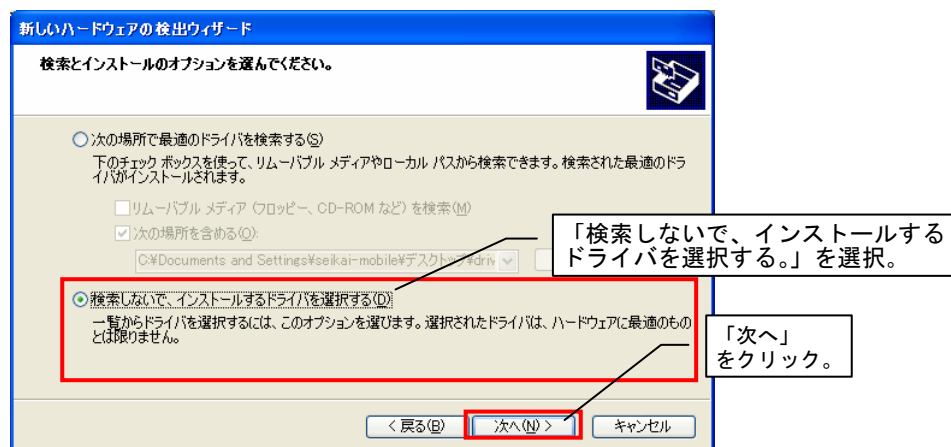 新しいハードウェアの検出ウィザード
検索とインストールのオプションを選んでください。
次の場所で最適のドライバを検索する(S)
下のチェック ボックスを使って、リムーバブル メディアやローカル パスから検索できます。検索された最適のドラ
イバがインストールされます。
リムーバブル メディア (フロッピー、CD-ROM など) を検索(M)
次の場所を含める(O):
C:¥Documents and Settings¥seikai-mobile¥デスクトップ¥driv
「検索しないで、インストールする
ドライバを選択する。」を選択。
検索しないで、インストールするドライバを選択する(D)
一覧からドライバを選択するには、このオプションを選びます。選択されたドライバは、ハードウェアに最適のもの
とは限りません。
「次へ」
をクリック。
< 戻る(B)
次へ(N) >
キャンセル